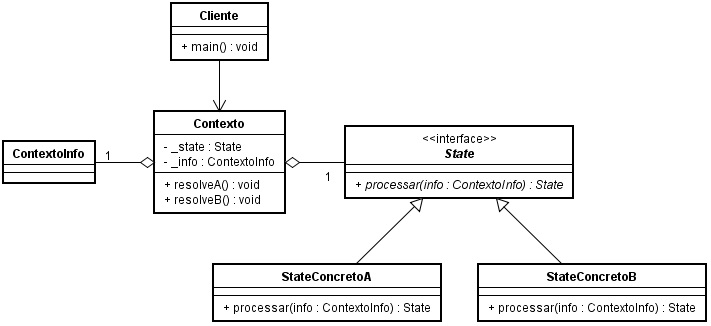 Cliente
+ main() : void
Contexto
- _state : State
- _info : ContextoInfo
+ resolveA() : void
+ resolveB() : void
ContextoInfo
1
1
<<interface>>
State
+ processar(info : ContextoInfo) : State
StateConcretoA
+ processar(info : ContextoInfo) : State
StateConcretoB
+ processar(info : ContextoInfo) : State